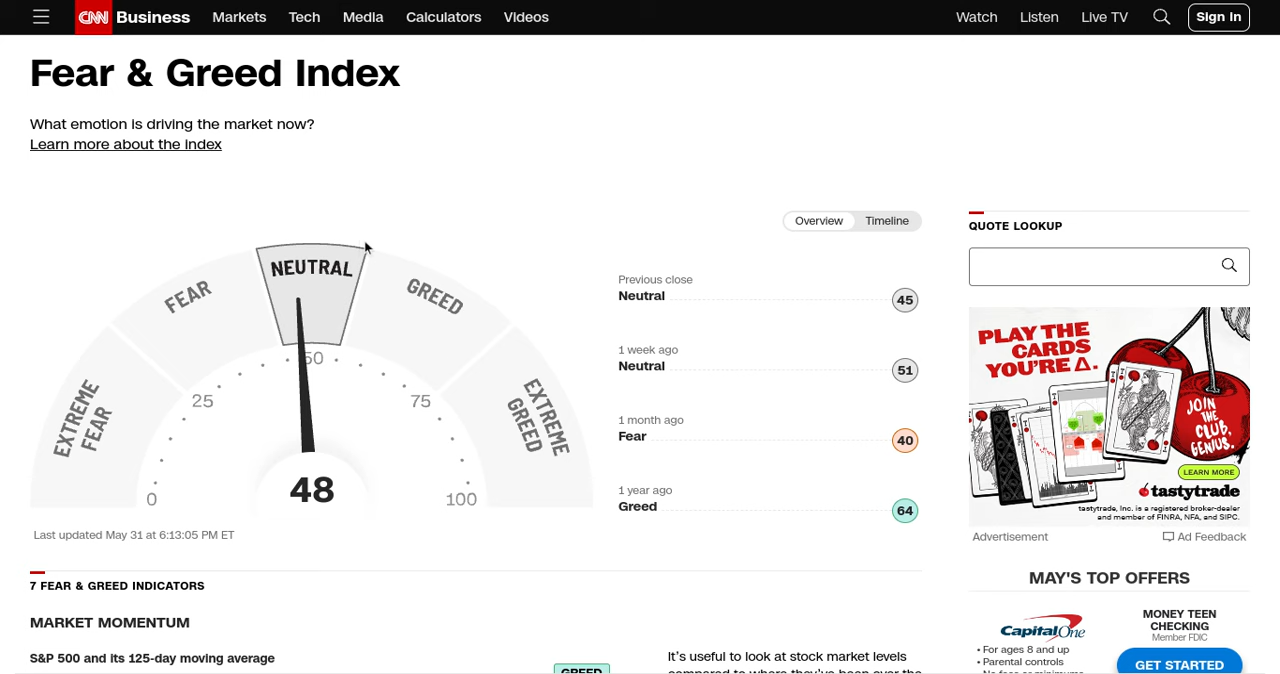 CNN Business Markets Tech Media Calculators Videos Watch Listen Live TV Sign in
Fear & Greed Index
What emotion is driving the market now?
Learn more about the index
Overview Timeline
EXTREME FEAR
FEAR
NEUTRAL
GREED
EXTREME GREED
0
25
50
75
100
48
Last updated May 31 at 6:13:05 PM ET
Previous close
Neutral 45
1 week ago
Neutral 51
1 month ago
Fear 40
1 year ago
Greed 64
7 FEAR & GREED INDICATORS
MARKET MOMENTUM
S&P 500 and its 125-day moving average
GREED
It's useful to look at stock market levels
compared to where they've been over the
QUOTE LOOKUP
PLAY THE
CARDS
YOU'RE Δ.
JOIN
THE
CLUB,
GENIUS.
LEARN MORE
tastytrade
tastytrade, Inc. is a registered broker-dealer
and member of FINRA, NFA, and SIPC.
Advertisement Ad Feedback
MAY'S TOP OFFERS
Capital One
• For ages 8 and up
• Parental controls
• No fees or minimums
MONEY TEEN
CHECKING
Member FDIC
GET STARTED